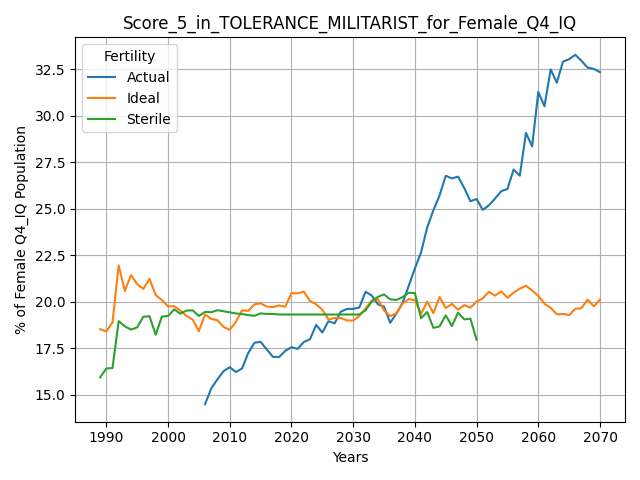 Score_5_in_TOLERANCE_MILITARIST_for_Female_Q4_IQ
Fertility
Actual
Ideal
Sterile
% of Female Q4_IQ Population
32.5
30.0
27.5
25.0
22.5
20.0
17.5
15.0
1990 2000 2010 2020 2030 2040 2050 2060 2070
Years